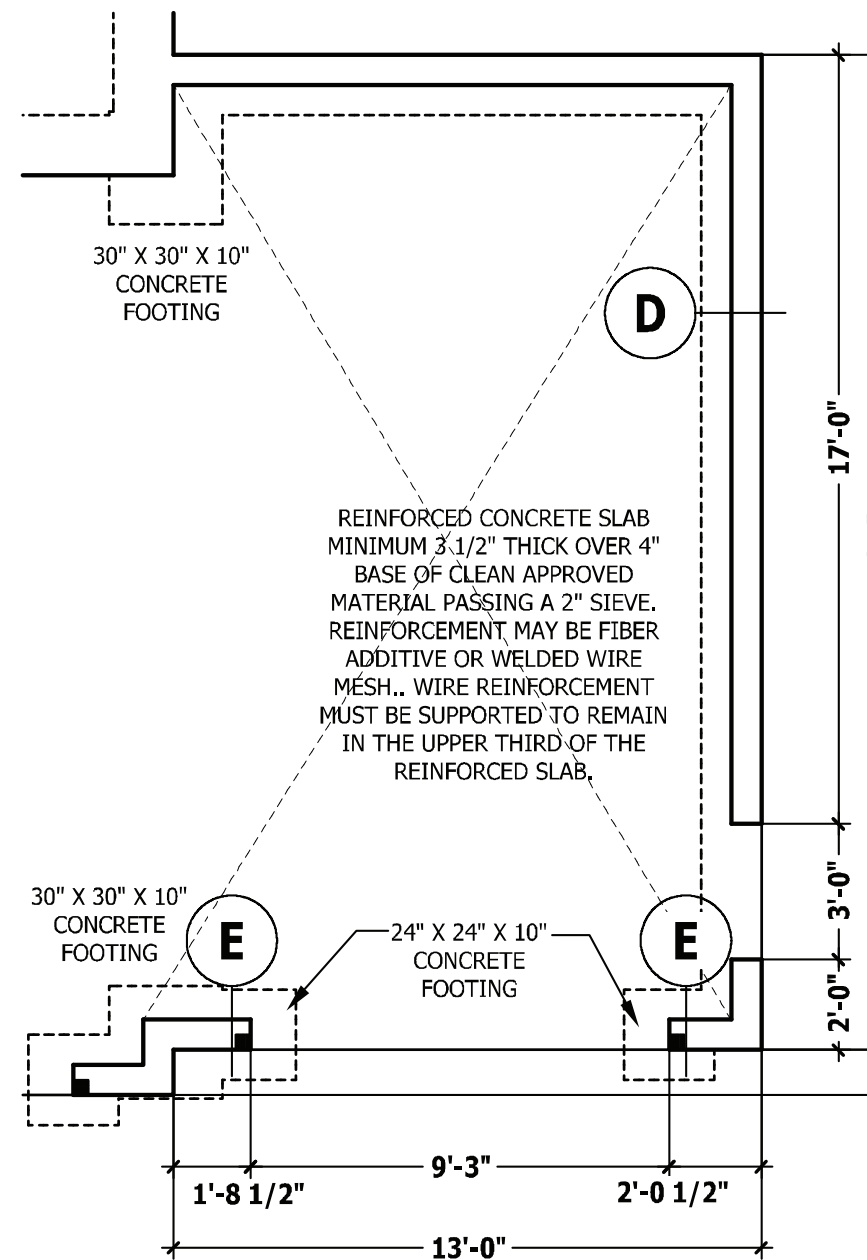 30" X 30" X 10"
CONCRETE
FOOTING
D
17'-0"
REINFORCED CONCRETE SLAB
MINIMUM 3 1/2" THICK OVER 4"
BASE OF CLEAN APPROVED
MATERIAL PASSING A 2" SIEVE.
REINFORCEMENT MAY BE FIBER
ADDITIVE OR WELDED WIRE
MESH.. WIRE REINFORCEMENT
MUST BE SUPPORTED TO REMAIN
IN THE UPPER THIRD OF THE
REINFORCED SLAB.
30" X 30" X 10"
CONCRETE
FOOTING
E
24" X 24" X 10"
CONCRETE
FOOTING
E
3'-0"
2'-0"
9'-3"
1'-8 1/2"
2'-0 1/2"
13'-0"